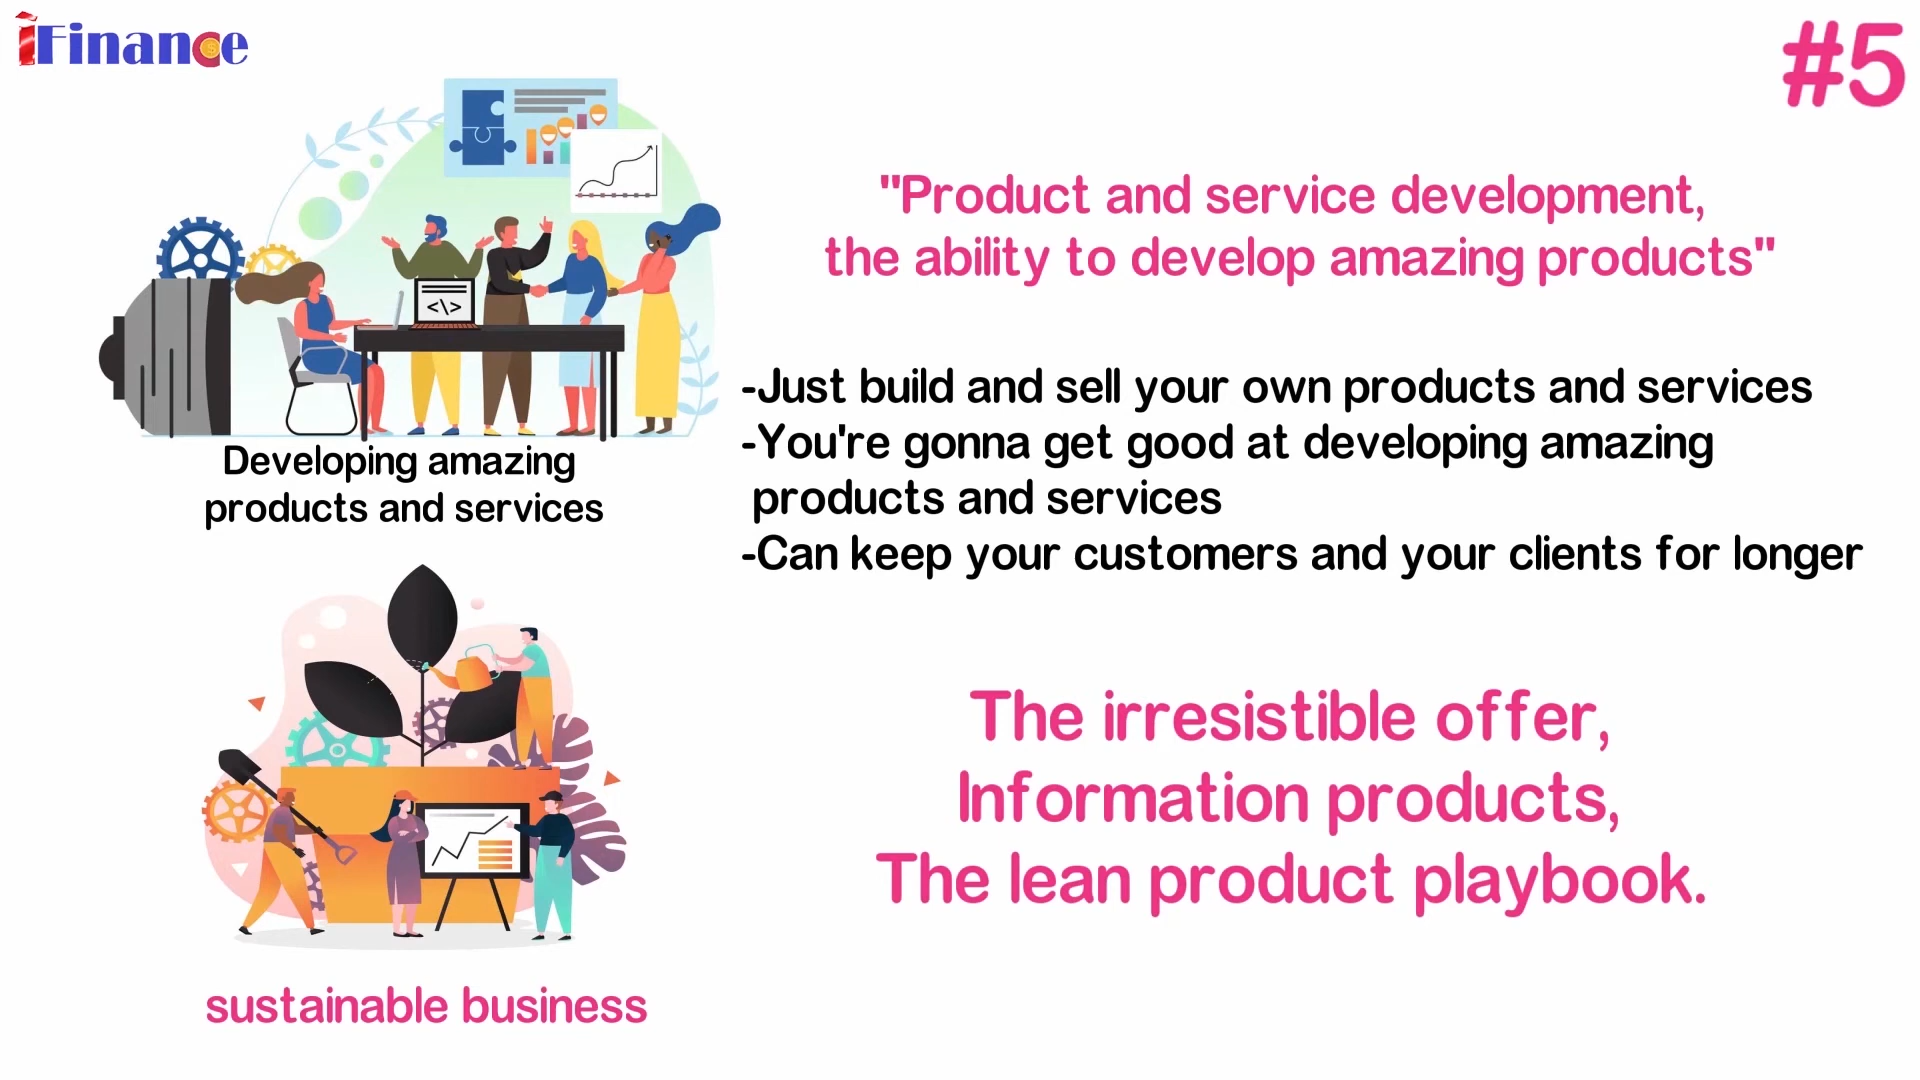 iFinance
#5
"Product and service development,
the ability to develop amazing products"
</>
Developing amazing
products and services
-Just build and sell your own products and services
-You're gonna get good at developing amazing
products and services
-Can keep your customers and your clients for longer
The irresistible offer,
Information products,
The lean product playbook.
sustainable business